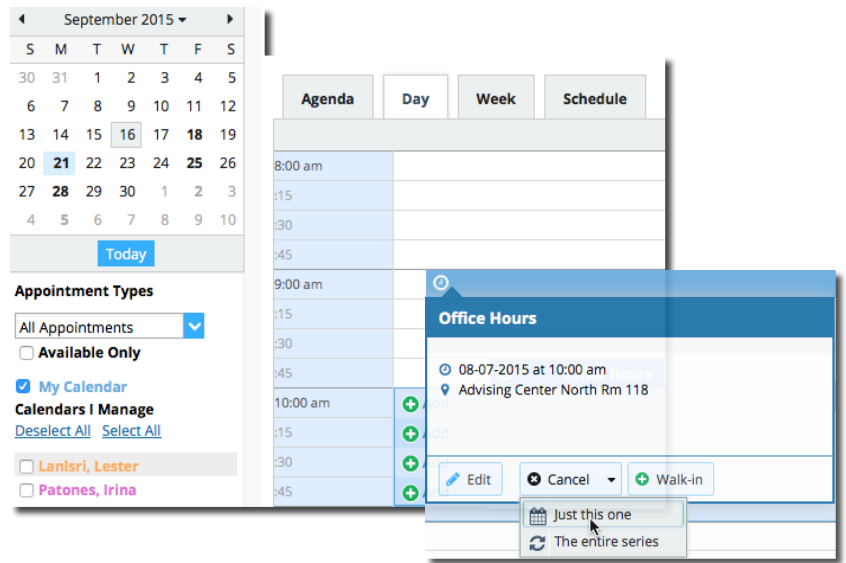 September 2015
S M T W T F S
30 31 1 2 3 4 5
6 7 8 9 10 11 12
13 14 15 16 17 18 19
20 21 22 23 24 25 26
27 28 29 30 1 2 3
4 5 6 7 8 9 10
Today
Appointment Types
All Appointments
Available Only
My Calendar
Calendars I Manage
Deselect All Select All
Patones, Irina
Agenda Day Week Schedule
8:00 am
:15
:30
:45
9:00 am
:15
:30
:45
10:00 am
:15
:30
:45
Office Hours
08-07-2015 at 10:00 am
Advising Center North Rm 118
Hours
Edit Cancel Walk-in
Just this one
The entire series